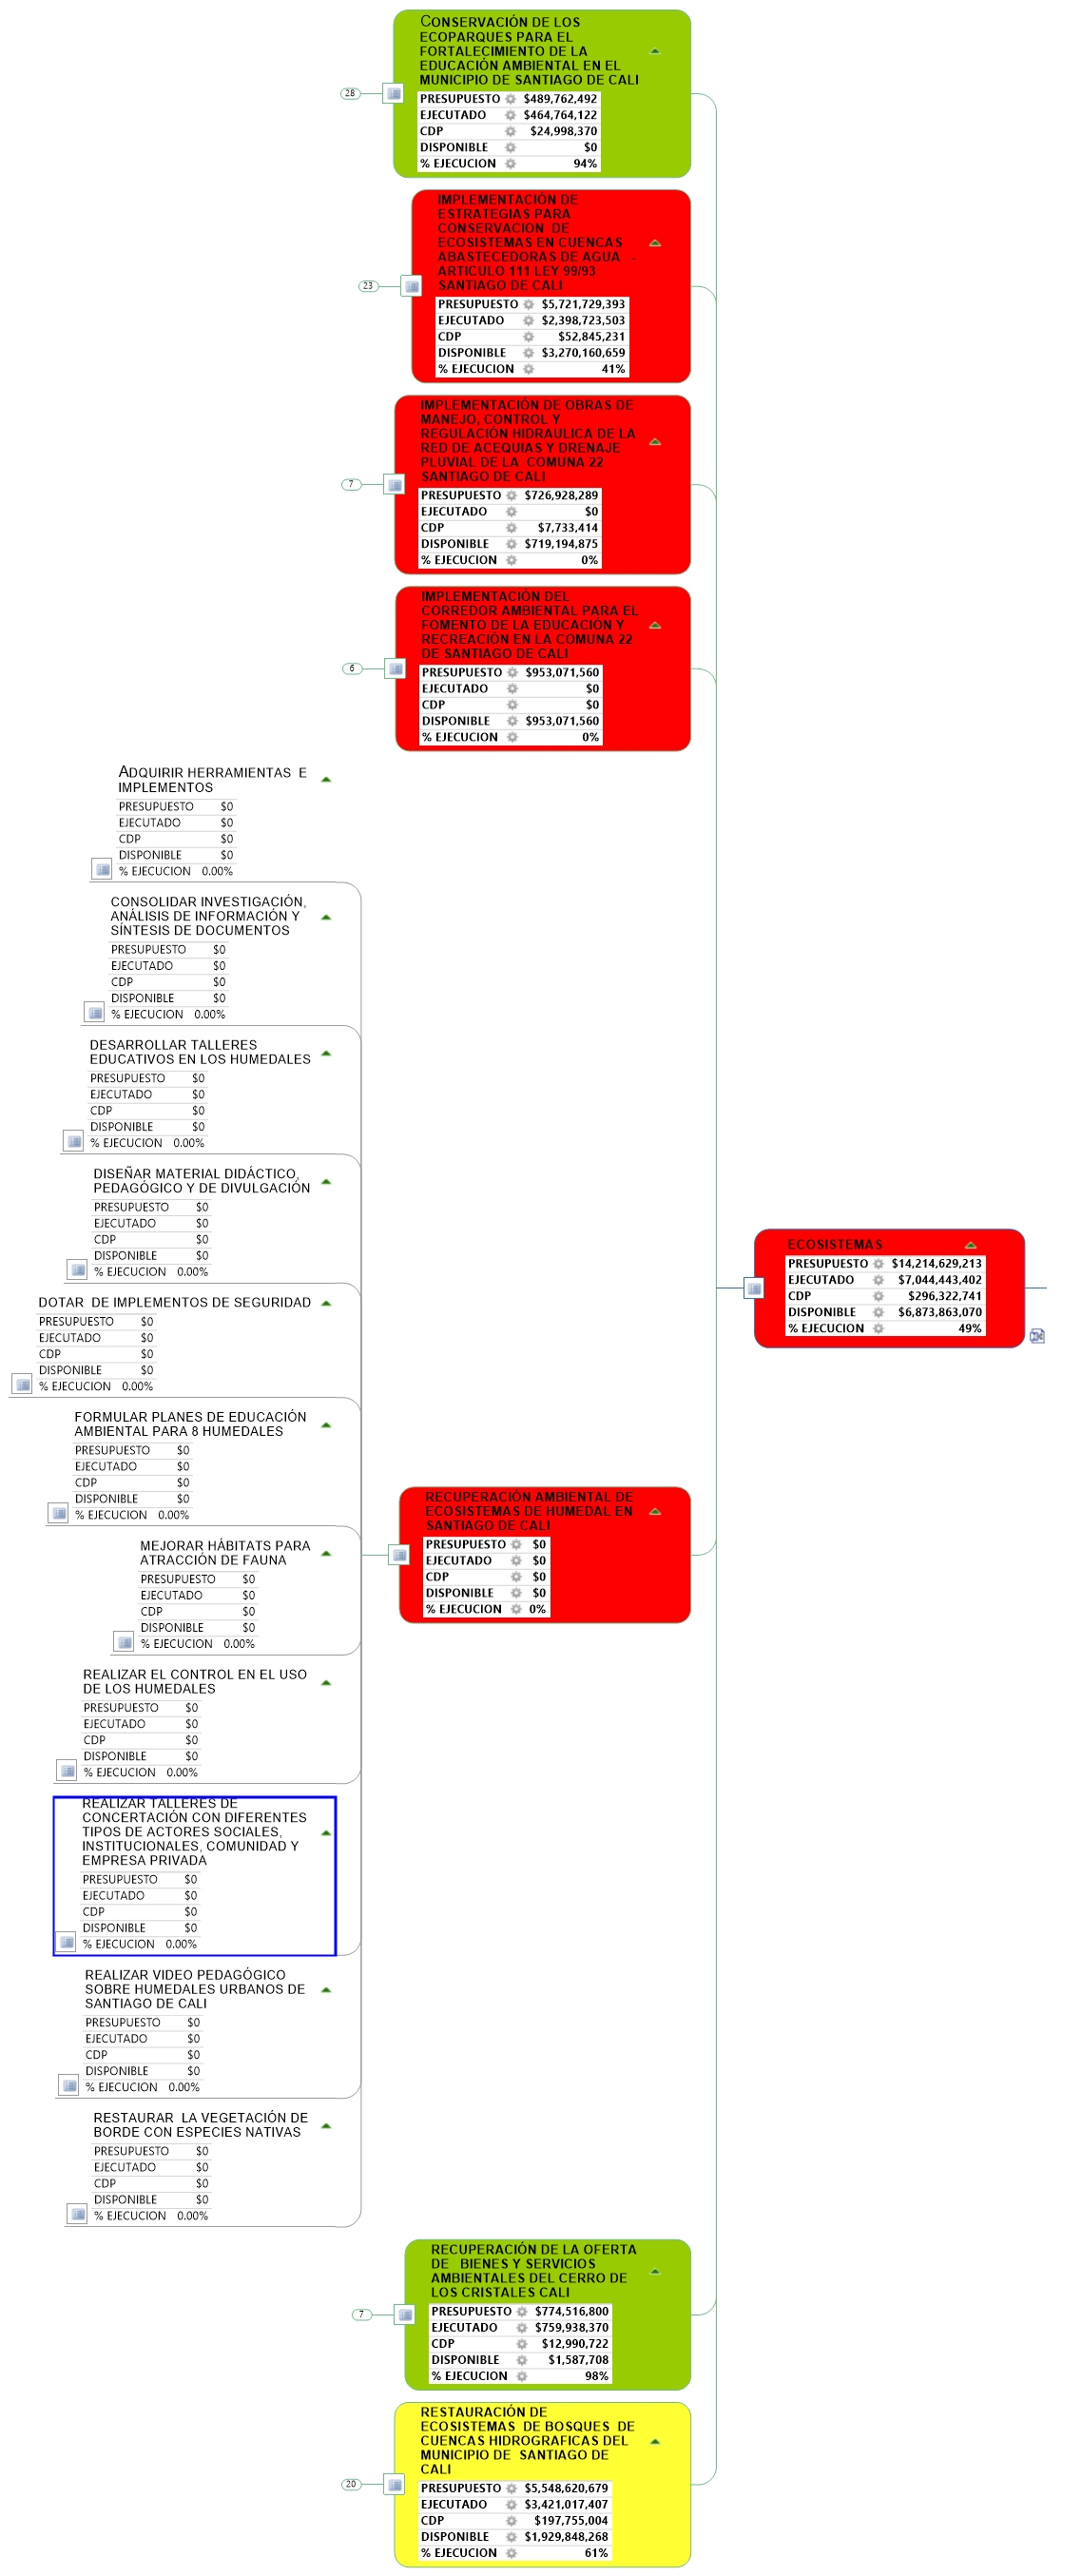 CONSERVACIÓN DE LOS
ECOPARQUES PARA EL
FORTALECIMIENTO DE LA
EDUCACIÓN AMBIENTAL EN EL
MUNICIPIO DE SANTIAGO DE CALI
28
PRESUPUESTO $489,762,492
EJECUTADO $464,764,122
CDP $24,998,370
DISPONIBLE $0
% EJECUCION 94%
IMPLEMENTACIÓN DE
ESTRATEGIAS PARA
CONSERVACION DE
ECOSISTEMAS EN CUENCAS
ABASTECEDORAS DE AGUA -
ARTICULO 111 LEY 99/93
SANTIAGO DE CALI
23
PRESUPUESTO $5,721,729,393
EJECUTADO $2,398,723,503
CDP $52,845,231
DISPONIBLE $3,270,160,659
% EJECUCION 41%
IMPLEMENTACIÓN DE OBRAS DE
MANEJO, CONTROL Y
REGULACIÓN HIDRAULICA DE LA
RED DE ACEQUIAS Y DRENAJE
PLUVIAL DE LA COMUNA 22
SANTIAGO DE CALI
7
PRESUPUESTO $726,928,289
EJECUTADO $0
CDP $7,733,414
DISPONIBLE $719,194,875
% EJECUCION 0%
IMPLEMENTACIÓN DEL
CORREDOR AMBIENTAL PARA EL
FOMENTO DE LA EDUCACIÓN Y
RECREACIÓN EN LA COMUNA 22
DE SANTIAGO DE CALI
6
PRESUPUESTO $953,071,560
EJECUTADO $0
CDP $0
DISPONIBLE $953,071,560
% EJECUCION 0%
ADQUIRIR HERRAMIENTAS E
IMPLEMENTOS
PRESUPUESTO $0
EJECUTADO $0
CDP $0
DISPONIBLE $0
% EJECUCION 0.00%
CONSOLIDAR INVESTIGACIÓN,
ANÁLISIS DE INFORMACIÓN Y
SÍNTESIS DE DOCUMENTOS
PRESUPUESTO $0
EJECUTADO $0
CDP $0
DISPONIBLE $0
% EJECUCION 0.00%
DESARROLLAR TALLERES
EDUCATIVOS EN LOS HUMEDALES
PRESUPUESTO $0
EJECUTADO $0
CDP $0
DISPONIBLE $0
% EJECUCION 0.00%
DISEÑAR MATERIAL DIDÁCTICO,
PEDAGÓGICO Y DE DIVULGACIÓN
PRESUPUESTO $0
EJECUTADO $0
CDP $0
DISPONIBLE $0
% EJECUCION 0.00%
DOTAR DE IMPLEMENTOS DE SEGURIDAD
PRESUPUESTO $0
EJECUTADO $0
CDP $0
DISPONIBLE $0
% EJECUCION 0.00%
FORMULAR PLANES DE EDUCACIÓN
AMBIENTAL PARA 8 HUMEDALES
PRESUPUESTO $0
EJECUTADO $0
CDP $0
DISPONIBLE $0
% EJECUCION 0.00%
MEJORAR HÁBITATS PARA
ATRACCIÓN DE FAUNA
PRESUPUESTO $0
EJECUTADO $0
CDP $0
DISPONIBLE $0
% EJECUCION 0.00%
REALIZAR EL CONTROL EN EL USO
DE LOS HUMEDALES
PRESUPUESTO $0
EJECUTADO $0
CDP $0
DISPONIBLE $0
% EJECUCION 0.00%
REALIZAR TALLERES DE
CONCERTACIÓN CON DIFERENTES
TIPOS DE ACTORES SOCIALES,
INSTITUCIONALES, COMUNIDAD Y
EMPRESA PRIVADA
PRESUPUESTO $0
EJECUTADO $0
CDP $0
DISPONIBLE $0
% EJECUCION 0.00%
REALIZAR VIDEO PEDAGÓGICO
SOBRE HUMEDALES URBANOS DE
SANTIAGO DE CALI
PRESUPUESTO $0
EJECUTADO $0
CDP $0
DISPONIBLE $0
% EJECUCION 0.00%
RESTAURAR LA VEGETACIÓN DE
BORDE CON ESPECIES NATIVAS
PRESUPUESTO $0
EJECUTADO $0
CDP $0
DISPONIBLE $0
% EJECUCION 0.00%
RECUPERACIÓN AMBIENTAL DE
ECOSISTEMAS DE HUMEDAL EN
SANTIAGO DE CALI
PRESUPUESTO $0
EJECUTADO $0
CDP $0
DISPONIBLE $0
% EJECUCION 0%
ECOSISTEMAS
PRESUPUESTO $14,214,629,213
EJECUTADO $7,044,443,402
CDP $296,322,741
DISPONIBLE $6,873,863,070
% EJECUCION 49%
RECUPERACIÓN DE LA OFERTA
DE BIENES Y SERVICIOS
AMBIENTALES DEL CERRO DE
LOS CRISTALES CALI
7
PRESUPUESTO $774,516,800
EJECUTADO $759,938,370
CDP $12,990,722
DISPONIBLE $1,587,708
% EJECUCION 98%
RESTAURACIÓN DE
ECOSISTEMAS DE BOSQUES DE
CUENCAS HIDROGRAFICAS DEL
MUNICIPIO DE SANTIAGO DE
CALI
20
PRESUPUESTO $5,548,620,679
EJECUTADO $3,421,017,407
CDP $197,755,004
DISPONIBLE $1,929,848,268
% EJECUCION 61%